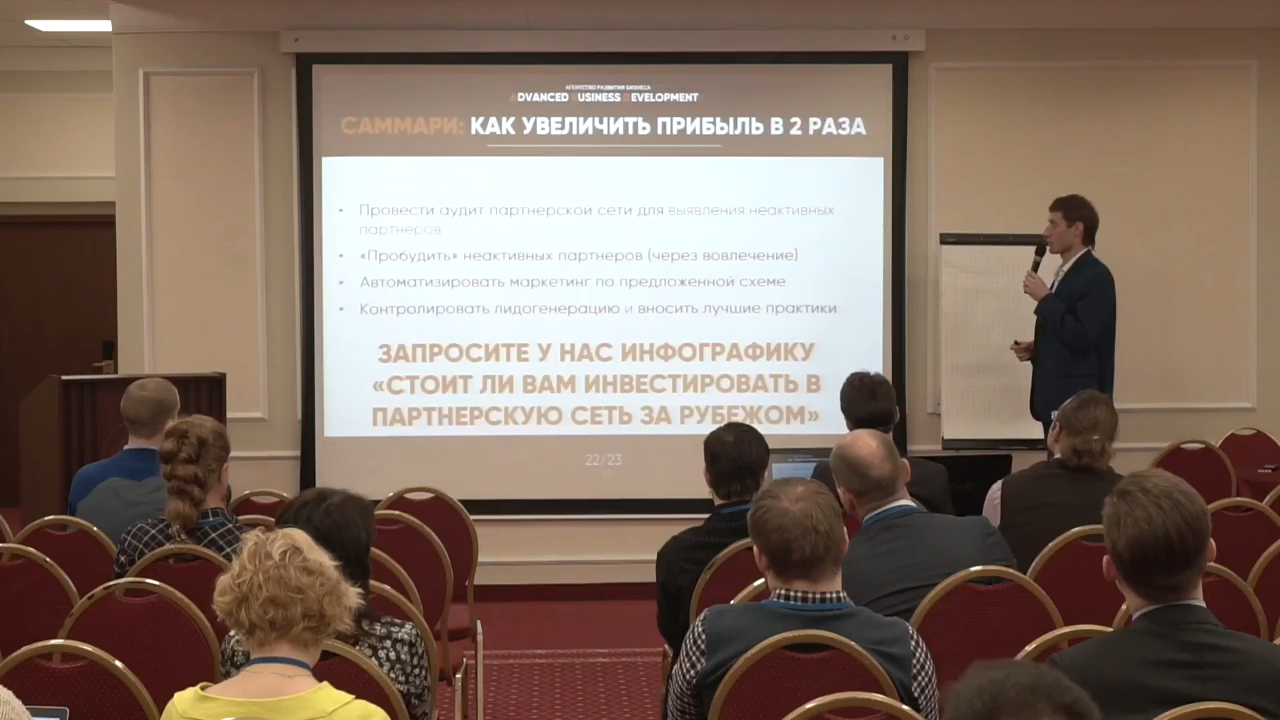 АГЕНТСТВО РАЗВИТИЯ БИЗНЕСА
ADVANCED BUSINESS DEVELOPMENT
САММАРИ: КАК УВЕЛИЧИТЬ ПРИБЫЛЬ В 2 РАЗА
• Провести аудит партнерской сети для выявления неактивных
партнеров
• «Пробудить» неактивных партнеров (через вовлечение)
• Автоматизировать маркетинг по предложенной схеме
• Контролировать лидогенерацию и вносить лучшие практики
ЗАПРОСИТЕ У НАС ИНФОГРАФИКУ
«СТОИТ ЛИ ВАМ ИНВЕСТИРОВАТЬ В
ПАРТНЕРСКУЮ СЕТЬ ЗА РУБЕЖОМ»
22/23